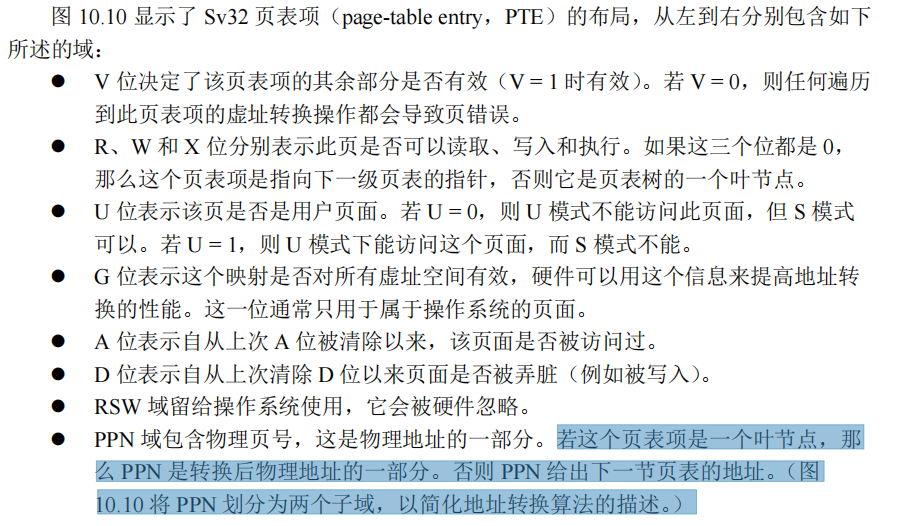 图 10.10 显示了 Sv32 页表项（page-table entry，PTE）的布局，从左到右分别包含如下
所述的域：
● V 位决定了该页表项的其余部分是否有效（V = 1 时有效）。若 V = 0，则任何遍历
到此页表项的虚址转换操作都会导致页错误。
● R、W 和 X 位分别表示此页是否可以读取、写入和执行。如果这三个位都是 0，
那么这个页表项是指向下一级页表的指针，否则它是页表树的一个叶节点。
● U 位表示该页是否是用户页面。若 U = 0，则 U 模式不能访问此页面，但 S 模式
可以。若 U = 1，则 U 模式下能访问这个页面，而 S 模式不能。
● G 位表示这个映射是否对所有虚址空间有效，硬件可以用这个信息来提高地址转
换的性能。这一位通常只用于属于操作系统的页面。
● A 位表示自从上次 A 位被清除以来，该页面是否被访问过。
● D 位表示自从上次清除 D 位以来页面是否被弄脏（例如被写入）。
● RSW 域留给操作系统使用，它会被硬件忽略。
● PPN 域包含物理页号，这是物理地址的一部分。若这个页表项是一个叶节点，那
么 PPN 是转换后物理地址的一部分。否则 PPN 给出下一节页表的地址。（图
10.10 将 PPN 划分为两个子域，以简化地址转换算法的描述。）